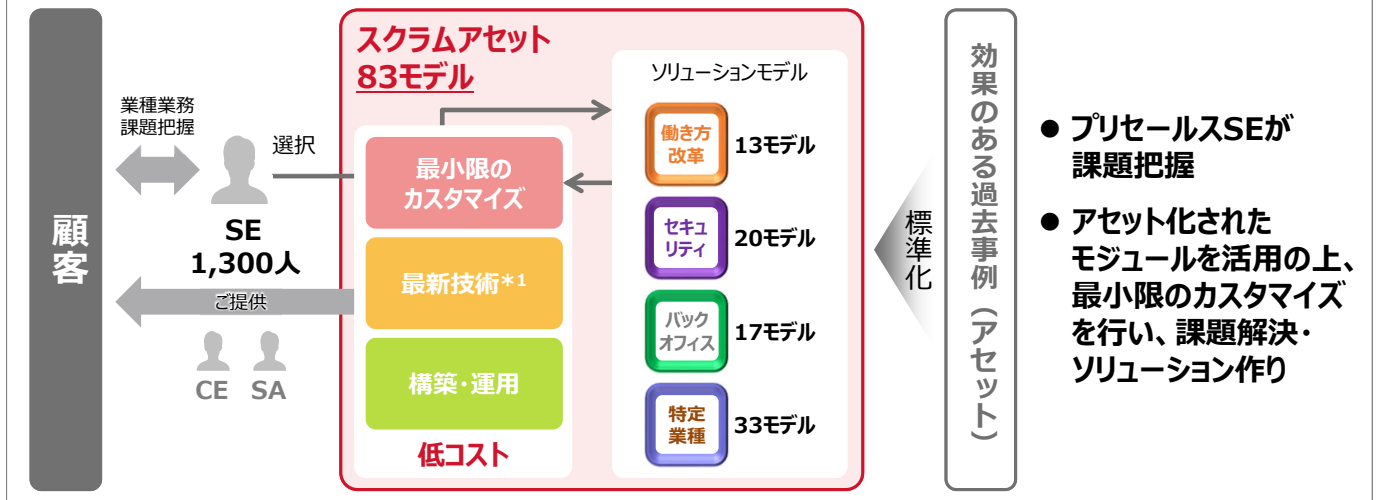 顧客
業種業務
課題把握
選択
SE
1,300人
ご提供
CE SA
スクラムアセット
83モデル
最小限の
カスタマイズ
最新技術*1
構築・運用
低コスト
ソリューションモデル
働き方
改革
13モデル
セキュ
リティ
20モデル
バック
オフィス
17モデル
特定
業種
33モデル
標準化
効果のある過去事例（アセット）
● プリセールスSEが
課題把握
● アセット化された
モジュールを活用の上、
最小限のカスタマイズ
を行い、課題解決・
ソリューション作り